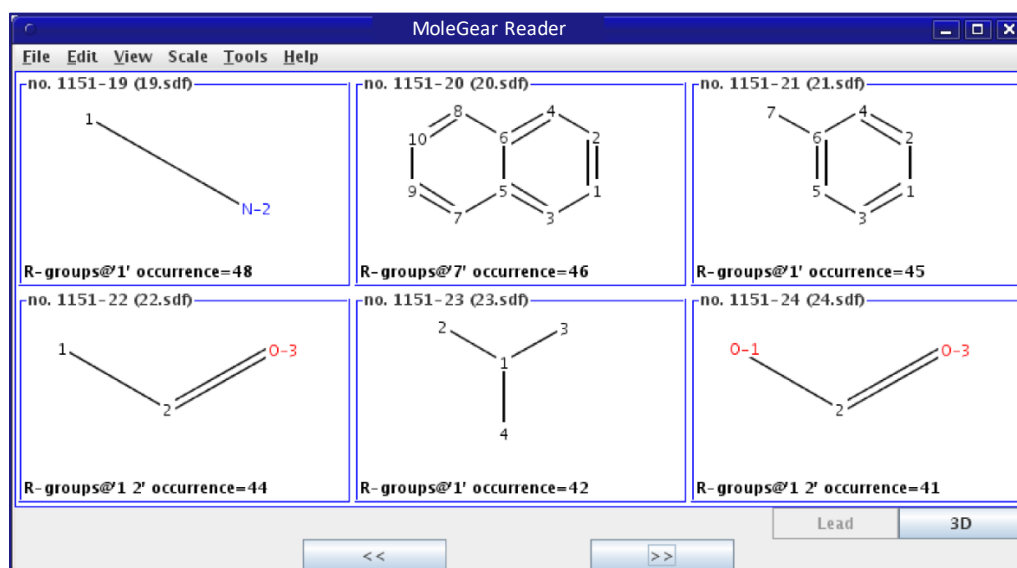 MoleGear Reader
File Edit View Scale Tools Help
no. 1151-19 (19.sdf)
1
N-2
R-groups@'1' occurrence=48
no. 1151-20 (20.sdf)
8 4
10 6 2
9 5 1
7 3
R-groups@'7' occurrence=46
no. 1151-21 (21.sdf)
7 4
6 2
5 1
3
R-groups@'1' occurrence=45
no. 1151-22 (22.sdf)
1 O-3
2
R-groups@'1 2' occurrence=44
no. 1151-23 (23.sdf)
2 3
1
4
R-groups@'1' occurrence=42
no. 1151-24 (24.sdf)
O-1 O-3
2
R-groups@'1 2' occurrence=41
Lead 3D
<< >>